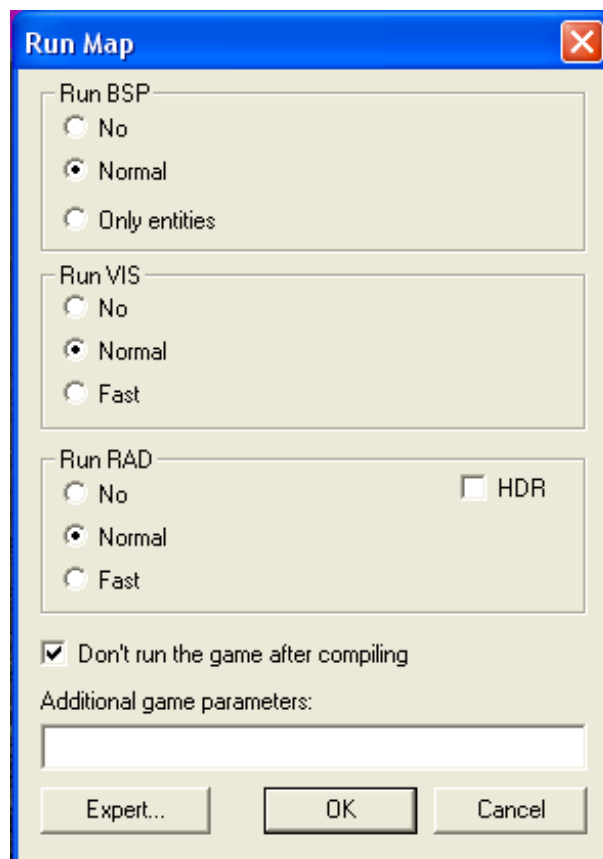 Run Map
Run BSP
No
Normal
Only entities
Run VIS
No
Normal
Fast
Run RAD
No
HDR
Normal
Fast
Don't run the game after compiling
Additional game parameters:
Expert...
OK
Cancel